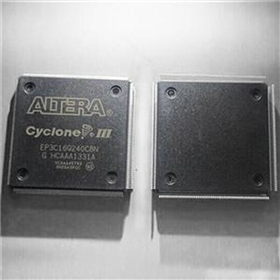 ALTERA
Cyclone III
EP3C16Q240C8N
G HCAAA1331A